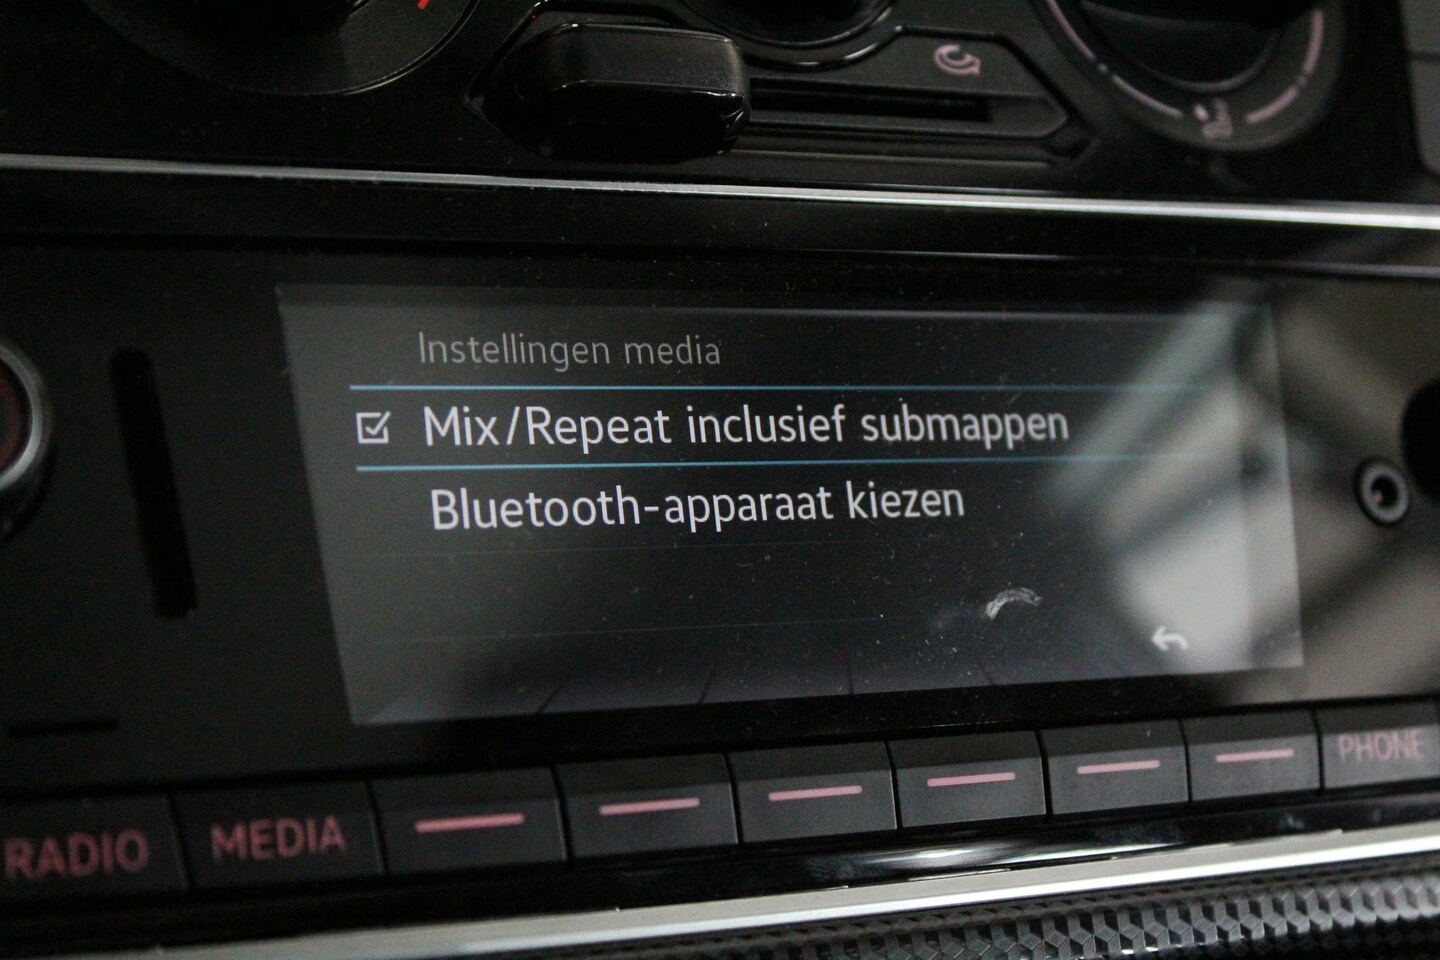 Instellingen media
Mix/Repeat inclusief submappen
Bluetooth-apparaat kiezen
RADIO
MEDIA
PHONE